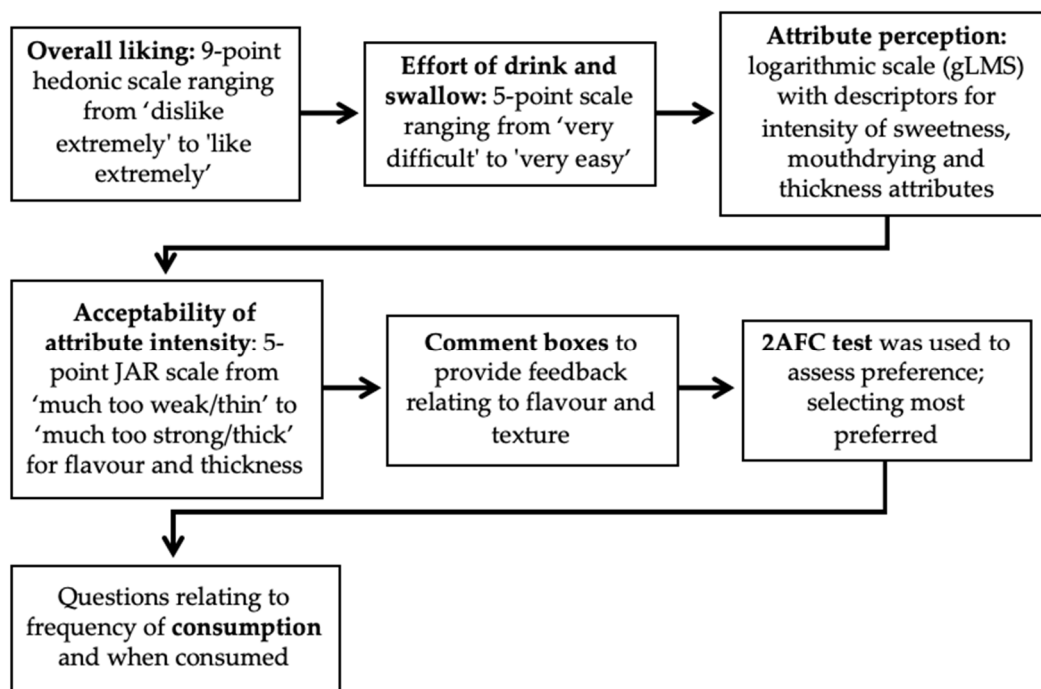 Overall liking: 9-point
hedonic scale ranging
from ‘dislike
extremely' to 'like
extremely’
Effort of drink and
swallow: 5-point scale
ranging from ‘very
difficult' to 'very easy’
Attribute perception:
logarithmic scale (gLMS)
with descriptors for
intensity of sweetness,
mouthdrying and
thickness attributes
Acceptability of
attribute intensity: 5-
point JAR scale from
‘much too weak/thin’ to
‘much too strong/thick’
for flavour and thickness
Comment boxes to
provide feedback
relating to flavour and
texture
2AFC test was used to
assess preference;
selecting most
preferred
Questions relating to
frequency of consumption
and when consumed